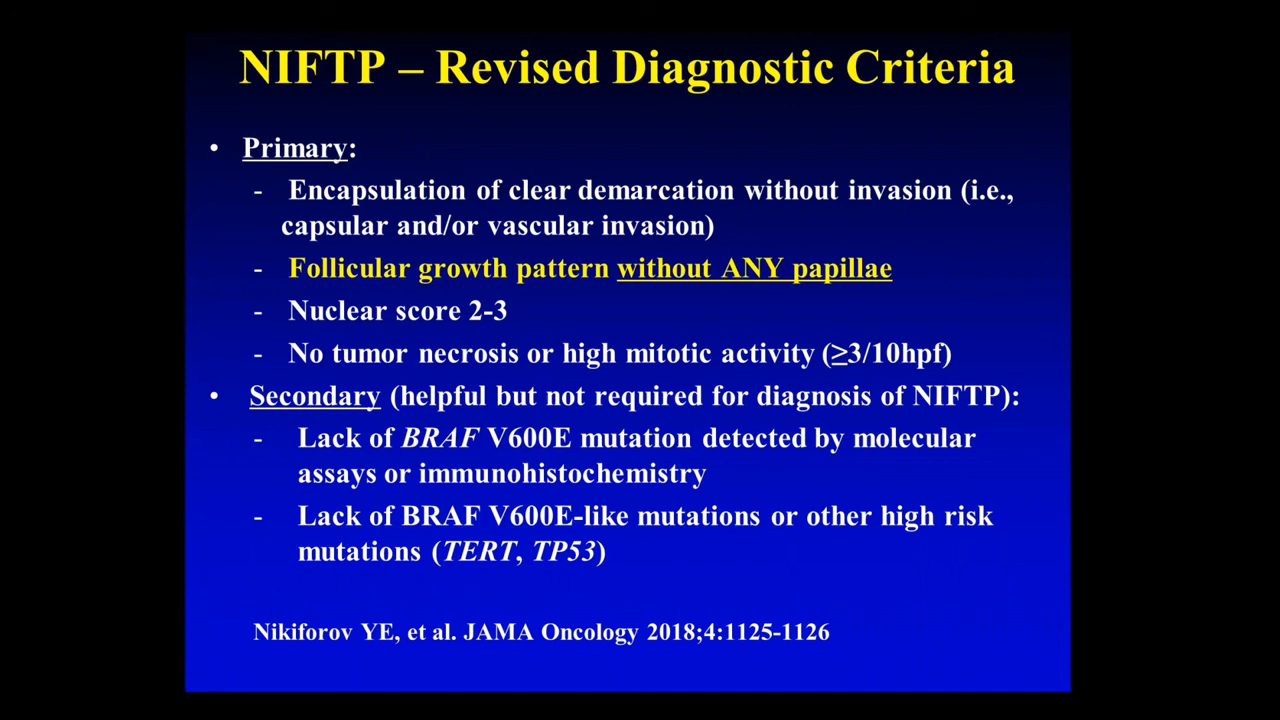 NIFTP – Revised Diagnostic Criteria
• Primary:
- Encapsulation of clear demarcation without invasion (i.e.,
capsular and/or vascular invasion)
- Follicular growth pattern without ANY papillae
- Nuclear score 2-3
- No tumor necrosis or high mitotic activity (≥3/10hpf)
• Secondary (helpful but not required for diagnosis of NIFTP):
- Lack of BRAF V600E mutation detected by molecular
assays or immunohistochemistry
- Lack of BRAF V600E-like mutations or other high risk
mutations (TERT, TP53)
Nikiforov YE, et al. JAMA Oncology 2018;4:1125-1126